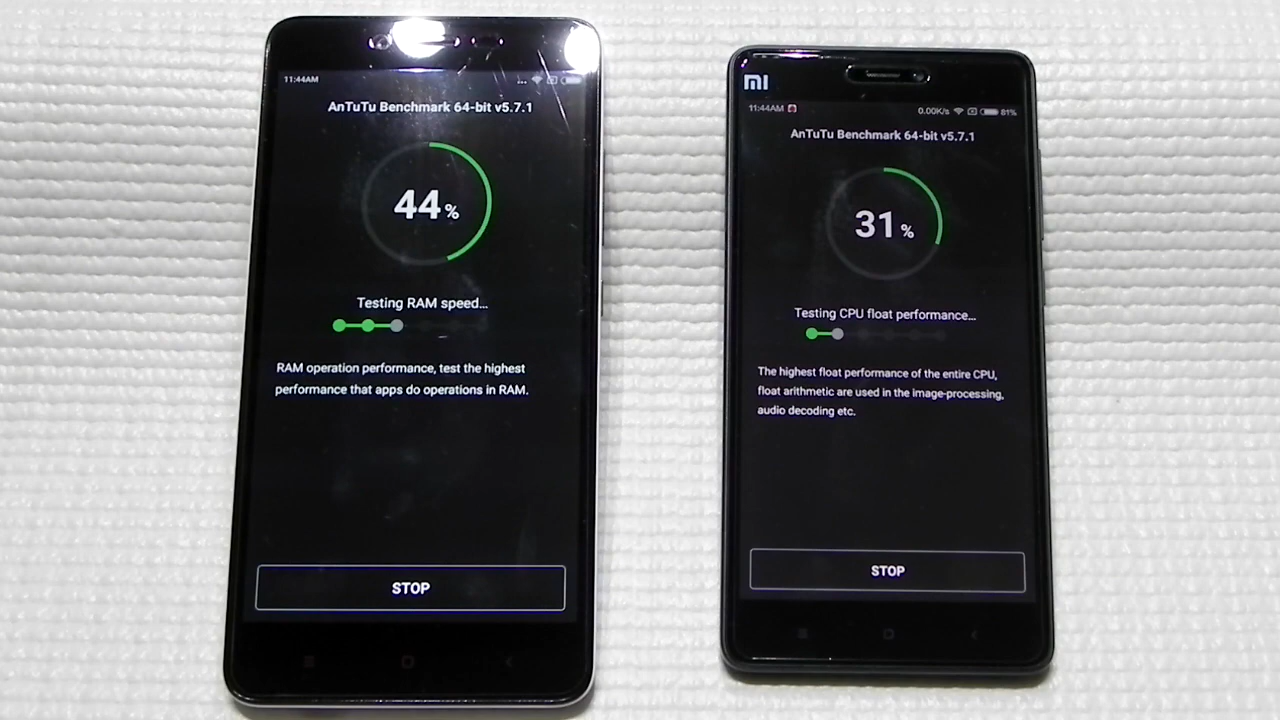 11:44AM
AnTuTu Benchmark 64-bit v5.7.1
44%
Testing RAM speed...
RAM operation performance, test the highest
performance that apps do operations in RAM.
STOP
MI
11:44AM 0.00K/s 81%
AnTuTu Benchmark 64-bit v5.7.1
31%
Testing CPU float performance...
The highest float performance of the entire CPU,
float arithmetic are used in the image-processing,
audio decoding etc.
STOP